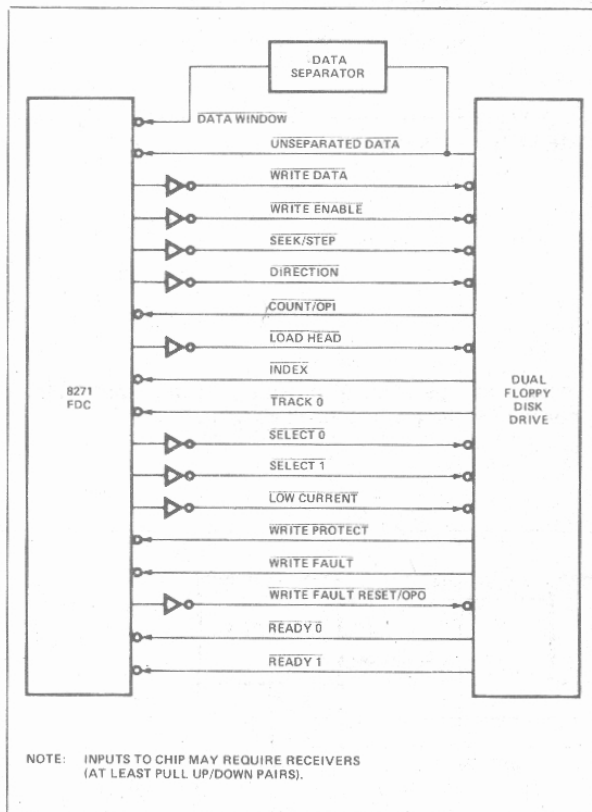 DATA
SEPARATOR
DATA WINDOW
UNSEPARATED DATA
WRITE DATA
WRITE ENABLE
SEEK/STEP
DIRECTION
COUNT/OPI
LOAD HEAD
INDEX
8271
FDC
DUAL
FLOPPY
DISK
DRIVE
TRACK 0
SELECT 0
SELECT 1
LOW CURRENT
WRITE PROTECT
WRITE FAULT
WRITE FAULT RESET/OPO
READY 0
READY 1
NOTE: INPUTS TO CHIP MAY REQUIRE RECEIVERS
(AT LEAST PULL UP/DOWN PAIRS).